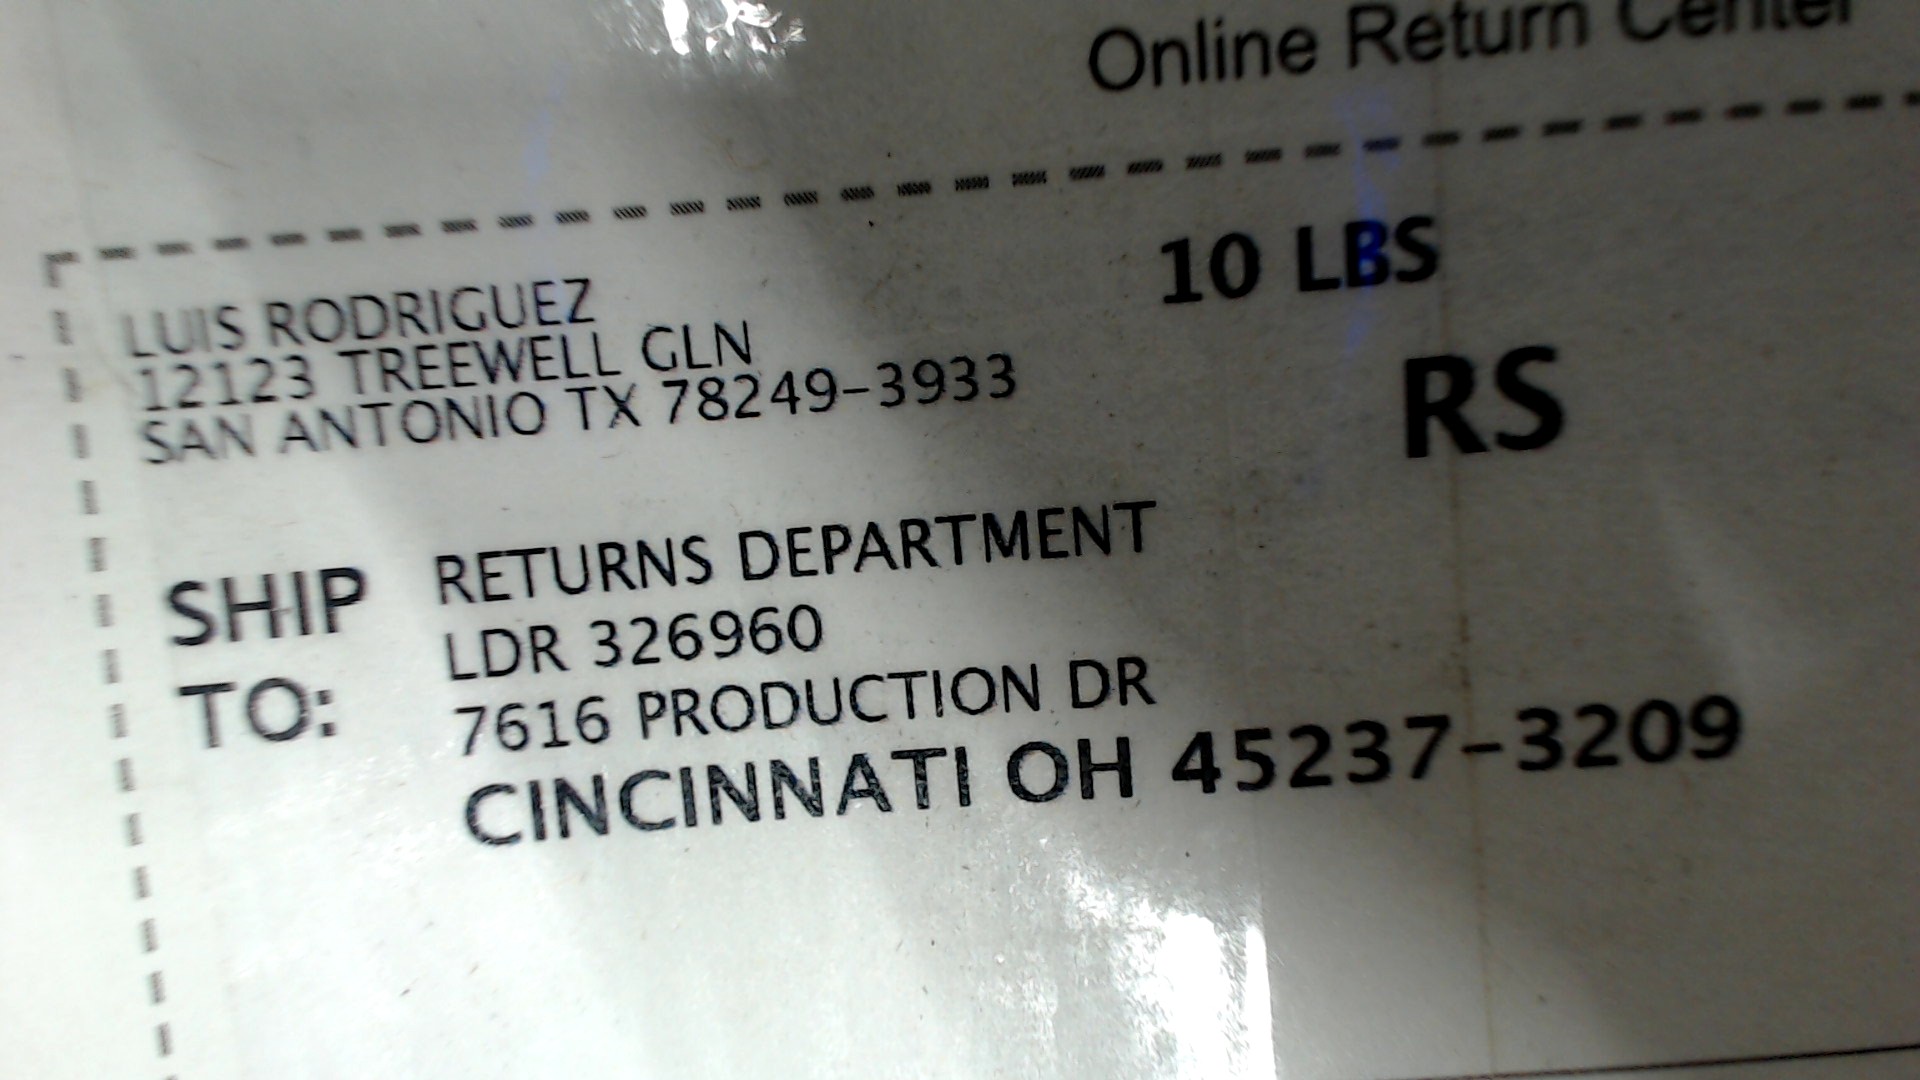 Online Return Center
10 LBS
LUIS RODRIGUEZ
12123 TREEWELL GLN
SAN ANTONIO TX 78249-3933
RS
SHIP TO:
RETURNS DEPARTMENT
LDR 326960
7616 PRODUCTION DR
CINCINNATI OH 45237-3209